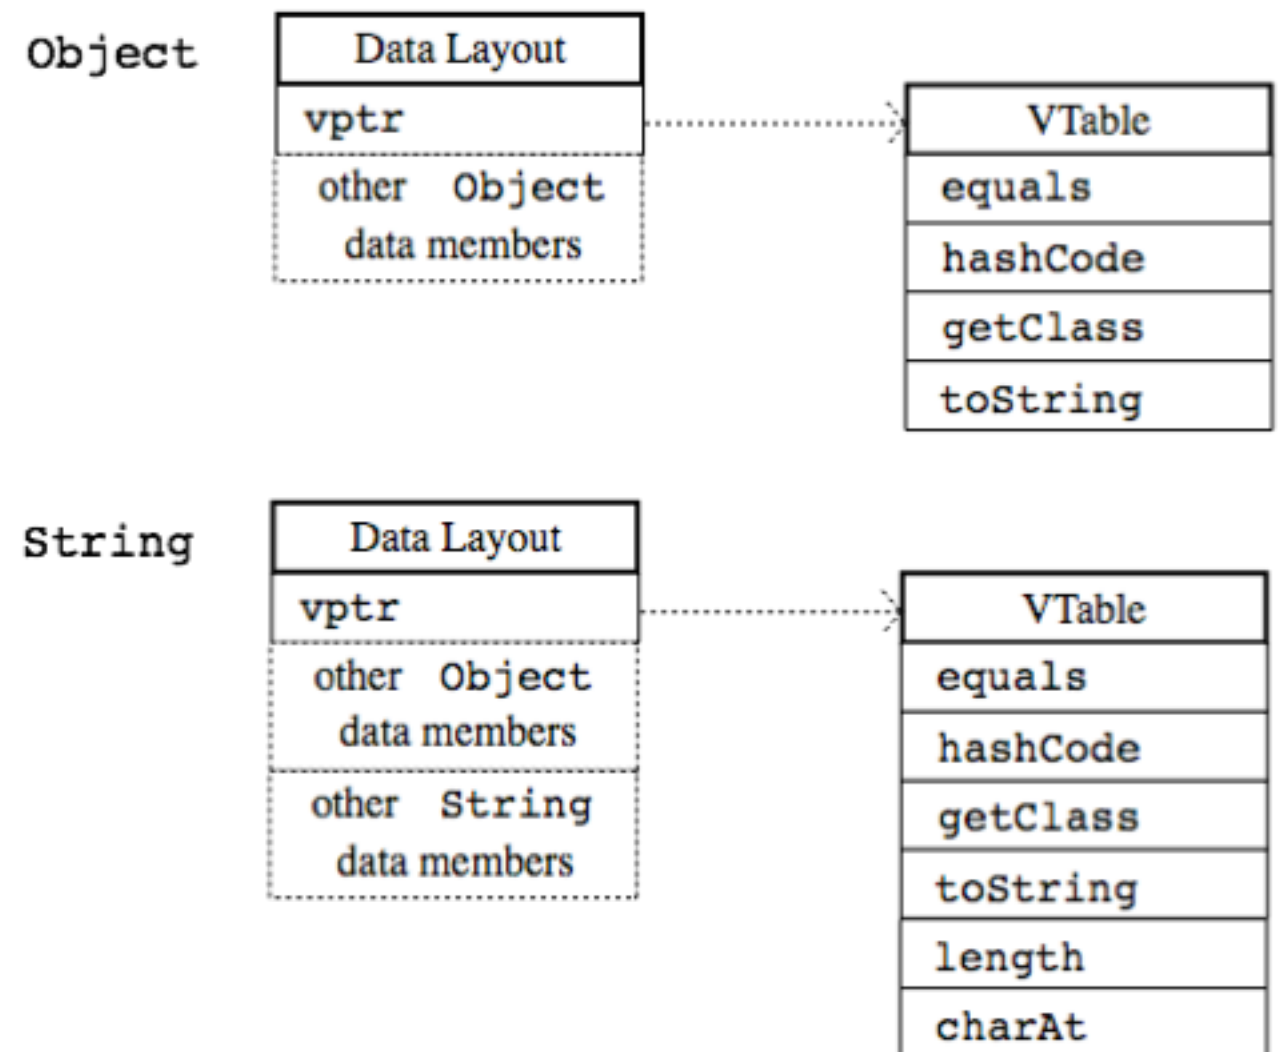 Object
Data Layout
vptr
other Object
data members
VTable
equals
hashCode
getClass
toString
String
Data Layout
vptr
other Object
data members
other String
data members
VTable
equals
hashCode
getClass
toString
length
charAt